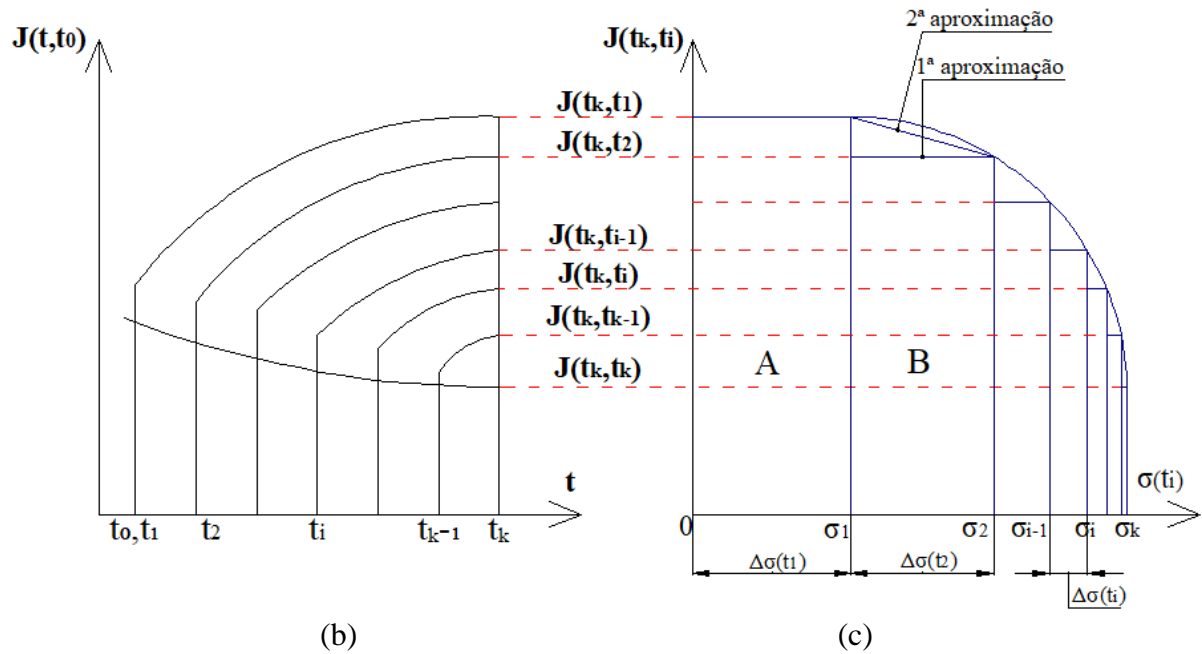 J(t,t0)
J(tk,ti)
2ª aproximação
1ª aproximação
J(tk,t1)
J(tk,t2)
J(tk,ti-1)
J(tk,ti)
J(tk,tk-1)
J(tk,tk)
A
B
t
σ(ti)
to,t1
t2
ti
tk-1
tk
0
σ1
σ2
σi-1
σi
σk
Δσ(t1)
Δσ(t2)
Δσ(ti)
(b)
(c)